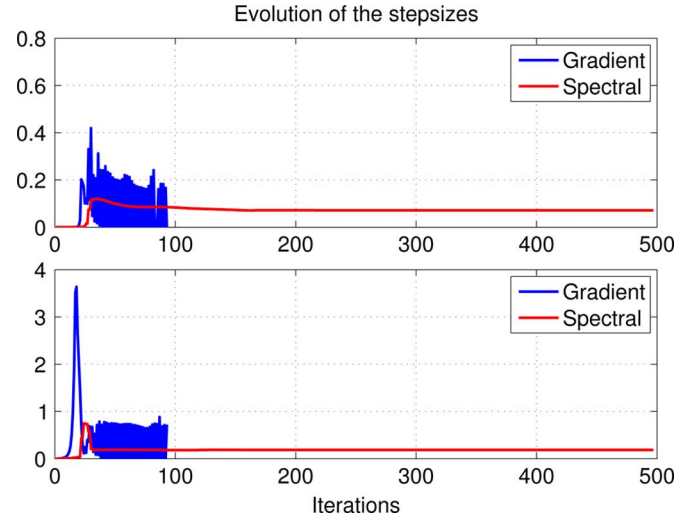 Evolution of the stepsizes
0.8
0.6
0.4
0.2
0
Gradient
Spectral
0 100 200 300 400 500
4
3
2
1
0
Gradient
Spectral
0 100 200 300 400 500
Iterations